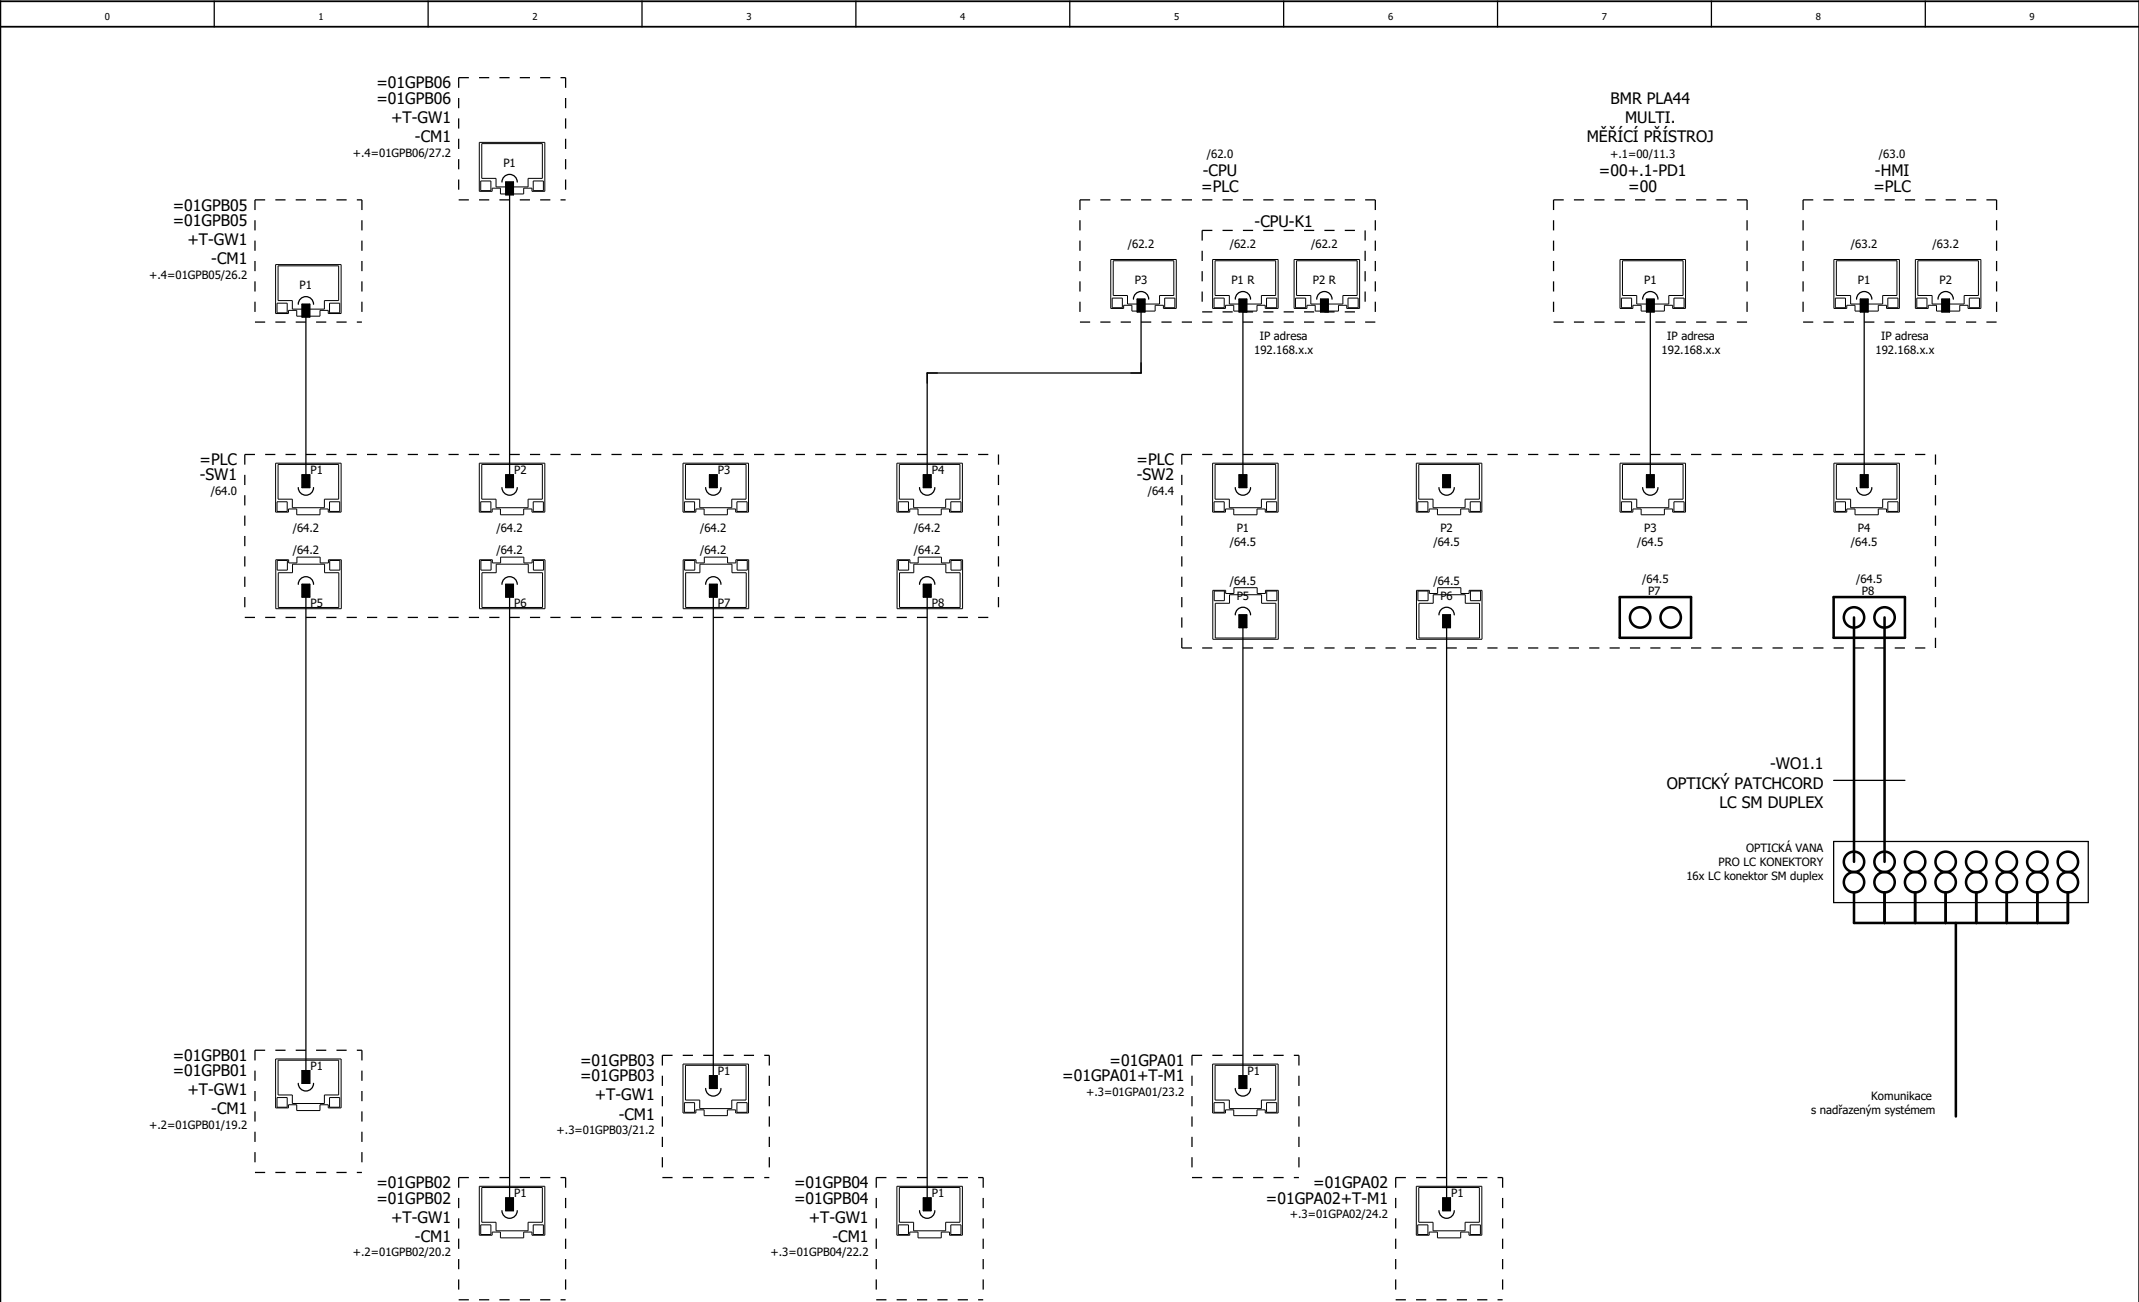 0 1 2 3 4 5 6 7 8 9
=01GPB06
=01GPB06
+T-GW1
-CM1
+.4=01GPB06/27.2
P1
=01GPB05
=01GPB05
+T-GW1
-CM1
+.4=01GPB05/26.2
P1
/62.0
-CPU
=PLC
-CPU-K1
/62.2 /62.2 /62.2
P3 P1 R P2 R
IP adresa
192.168.x.x
BMR PLA44
MULTI.
MĚŘÍCÍ PŘÍSTROJ
+.1=00/11.3
=00+.1-PD1
=00
P1
IP adresa
192.168.x.x
/63.0
-HMI
=PLC
/63.2 /63.2
P1 P2
IP adresa
192.168.x.x
=PLC
-SW1
/64.0
P1 P2 P3 P4
/64.2 /64.2 /64.2 /64.2
/64.2 /64.2 /64.2 /64.2
P5 P6 P7 P8
=PLC
-SW2
/64.4
P1 P2 P3 P4
/64.5 /64.5 /64.5 /64.5
/64.5 /64.5 /64.5 /64.5
P5 P6 P7 P8
-WO1.1
OPTICKÝ PATCHCORD
LC SM DUPLEX
OPTICKÁ VANA
PRO LC KONEKTORY
16x LC konektor SM duplex
=01GPB01
=01GPB01
+T-GW1
-CM1
+.2=01GPB01/19.2
P1
=01GPB02
=01GPB02
+T-GW1
-CM1
+.2=01GPB02/20.2
P1
=01GPB03
=01GPB03
+T-GW1
-CM1
+.3=01GPB03/21.2
P1
=01GPB04
=01GPB04
+T-GW1
-CM1
+.3=01GPB04/22.2
P1
=01GPA01
=01GPA01+T-M1
+.3=01GPA01/23.2
P1
=01GPA02
=01GPA02+T-M1
+.3=01GPA02/24.2
P1
Komunikace
s nadřazeným systémem